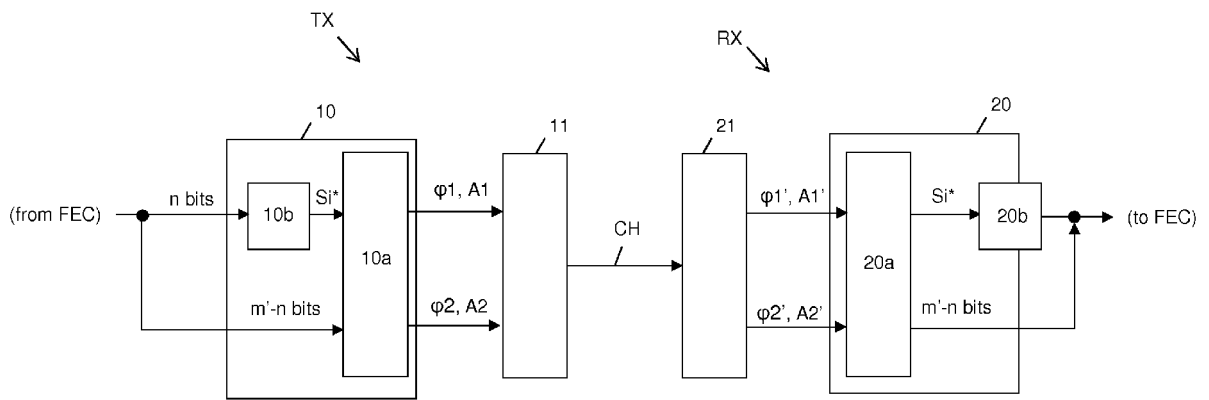 TX
RX
10
11
21
20
n bits
Si*
φ1, A1
φ1’, A1’
Si*
(from FEC)
10b
20b
(to FEC)
CH
10a
20a
m’-n bits
φ2, A2
φ2’, A2’
m’-n bits